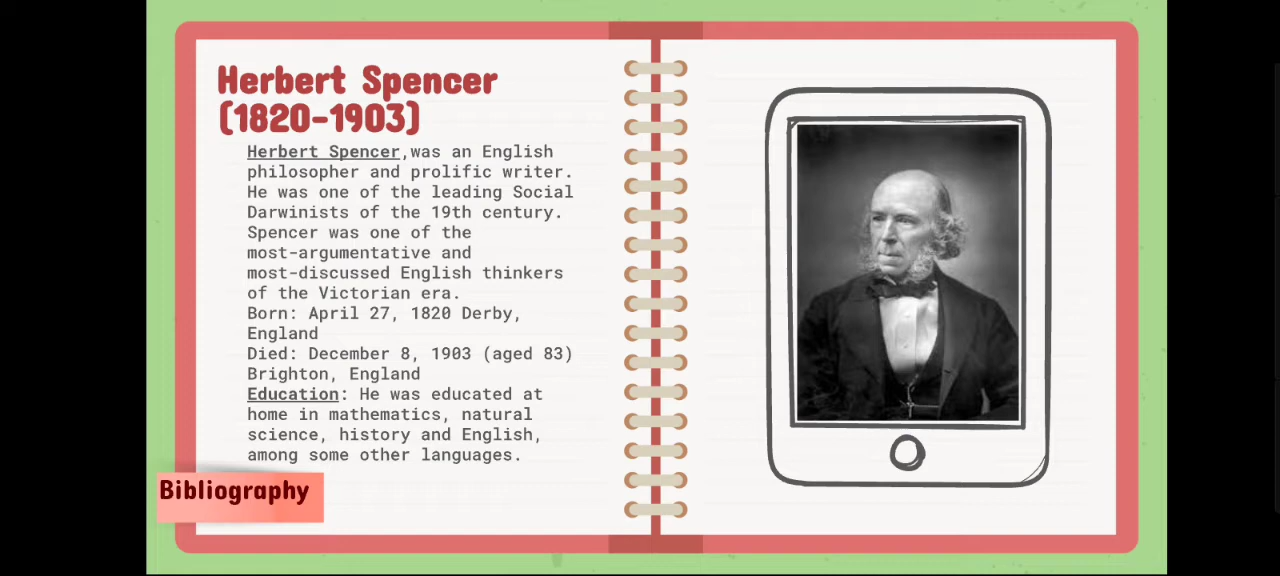 Herbert Spencer
(1820-1903)
Herbert Spencer,was an English
philosopher and prolific writer.
He was one of the leading Social
Darwinists of the 19th century.
Spencer was one of the
most-argumentative and
most-discussed English thinkers
of the Victorian era.
Born: April 27, 1820 Derby,
England
Died: December 8, 1903 (aged 83)
Brighton, England
Education: He was educated at
home in mathematics, natural
science, history and English,
among some other languages.
Bibliography